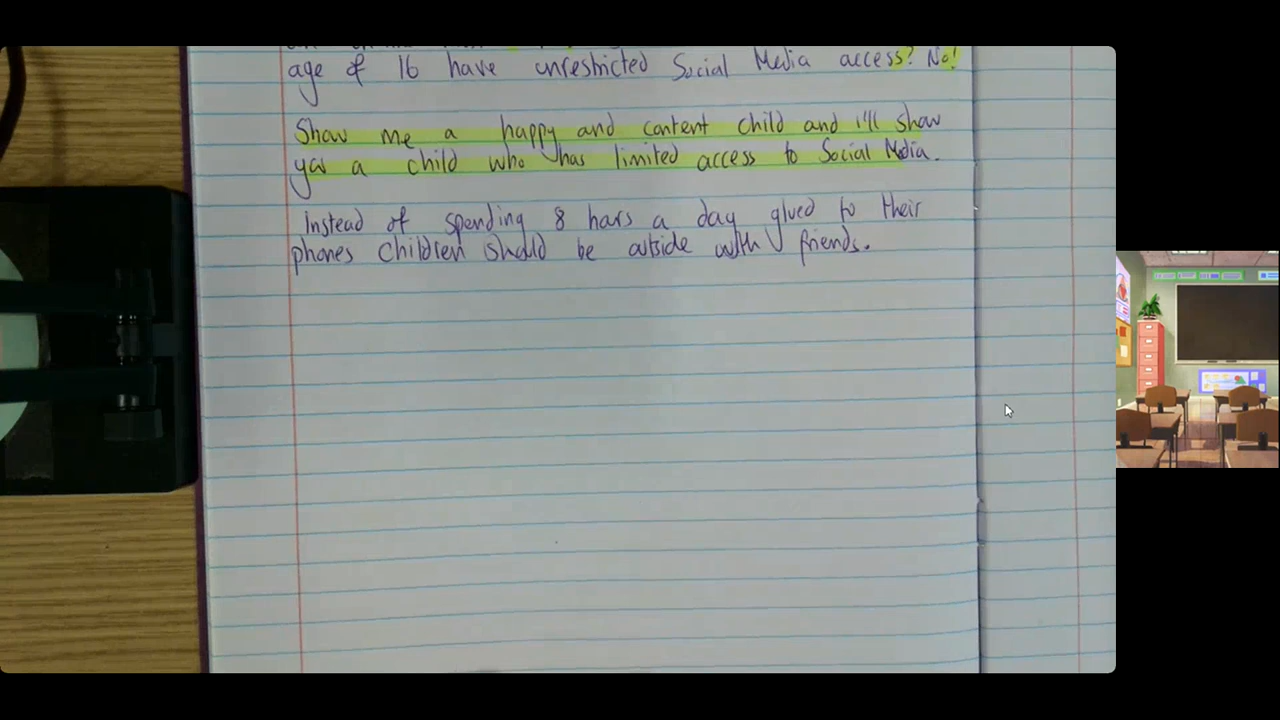 age of 16 have unrestricted Social Media access? No!
Show me a happy and content child and i'll show
you a child who has limited access to Social Media.
Instead of spending 8 hours a day glued to their
phones children should be outside with friends.